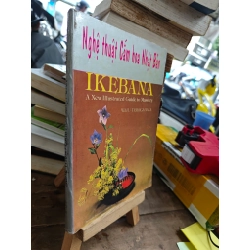 Nghệ thuật Cắm hoa Nhật Bản
IKEBANA
A New Illustrated Guide to Mastery